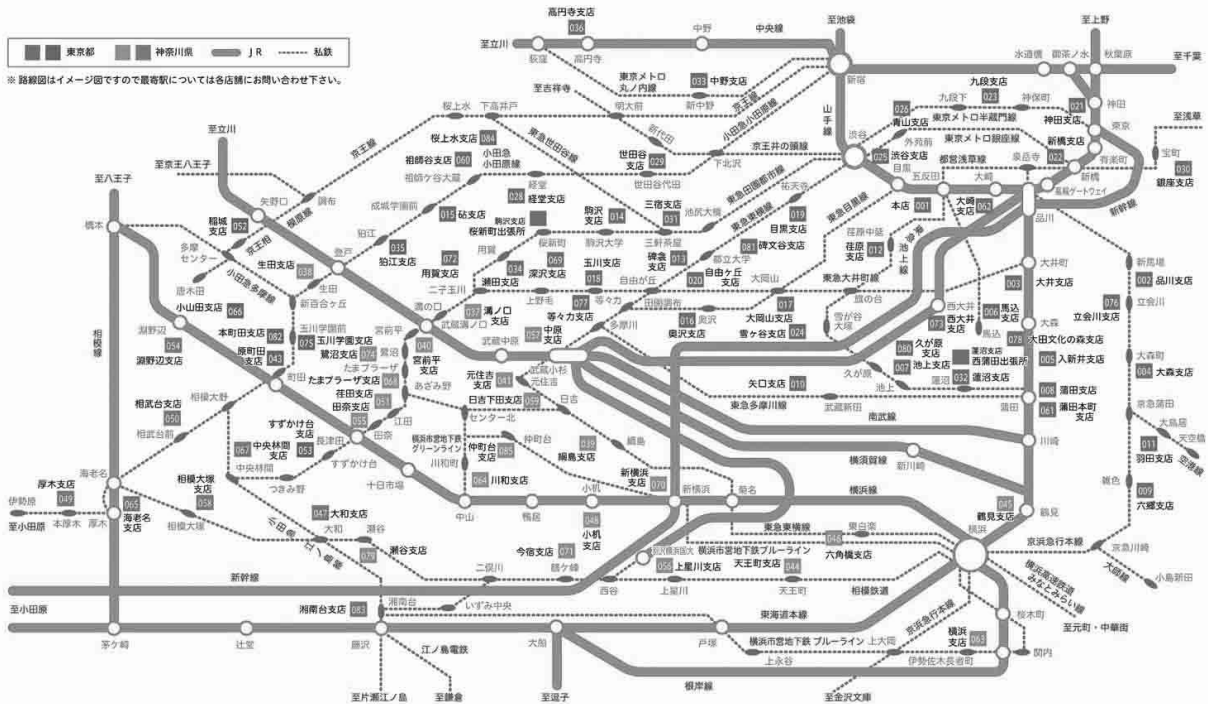 東京都
神奈川県
JR
私鉄
※ 路線図はイメージ図ですので最寄駅については各店舗にお問い合わせ下さい。
高円寺支店
036
至立川
荻窪
高円寺
中野
中央線
至池袋
新宿
至上野
水道橋
御茶ノ水
秋葉原
至千葉
東京メトロ
丸ノ内線
033
中野支店
新中野
京王線
小田急小田原線
山手線
九段支店
023
026
青山支店
九段下
神保町
021
神田支店
神田
東京メトロ半蔵門線
東京メトロ銀座線
外苑前
東京
至浅草
宝町
030
銀座支店
至吉祥寺
桜上水
下高井戸
明大前
新代田
京王井の頭線
渋谷
025
渋谷支店
目黒
都営浅草線
新橋支店
022
泉岳寺
有楽町
新橋
高輪ゲートウェイ
新幹線
至立川
至京王八王子
京王線
桜上水支店
084
東急世田谷線
祖師谷支店
060
小田急
小田原線
世田谷
支店
029
下北沢
世田谷代田
祖師ケ谷大蔵
経堂
028
経堂支店
五反田
大崎
大崎
支店
062
品川
本店
001
至八王子
橋本
稲城
支店
052
矢野口
調布
京王相
模原線
成城学園前
015
砧支店
駒沢支店
桜新町出張所
駒沢
支店
014
三宿支店
031
池尻大橋
東急田園都市線
東急東横線
祐天寺
019
目黒支店
東急目黒線
多摩
センター
唐木田
小田急多摩線
登戸
狛江
035
狛江支店
用賀
桜新町
駒沢大学
三軒茶屋
荏原中延
荏原
支店
012
東急
池上線
生田支店
038
生田
072
用賀支店
034
瀬田支店
069
深沢支店
玉川支店
018
碑衾
支店
013
都立大学
081
碑文谷支店
020
自由ケ丘
支店
大井町
003
大井支店
新馬場
002
品川支店
二子玉川
上野毛
等々力
077
等々力支店
自由が丘
田園調布
大岡山
017
大岡山支店
東急大井町線
旗の台
西大井
073
西大井
支店
006
馬込
支店
馬込
076
立会川支店
立会川
小山田支店
066
新百合ヶ丘
溝の口
武蔵溝ノ口
037
溝ノ口
支店
057
中原
支店
多摩川
016
奥沢支店
奥沢
雪ケ谷支店
024
雪が谷
大塚
大森
078
大田文化の森支店
相模線
淵野辺
054
淵野辺支店
本町田支店
082
原町田
支店
043
玉川学園前
075
玉川学園支店
鷺沼支店
074
鷺沼
宮前平
040
宮前平
支店
武蔵中原
武蔵小杉
元住吉
元住吉
支店
041
久が原
080
久が原
支店
007
池上支店
池上
蓮沼支店
西蒲田出張所
蓮沼
032
蓮沼支店
005
入新井支店
大森町
004
大森支店
町田
たまプラーザ
たまプラーザ支店
068
荏田支店
051
あざみ野
江田
田奈支店
055
田奈
日吉下田支店
059
日吉
センター北
矢口支店
010
東急多摩川線
武蔵新田
蒲田
008
蒲田支店
061
蒲田本町
支店
京急蒲田
大鳥居
天空橋
空港線
相武台支店
050
相武台前
相模大野
すずかけ台
支店
053
長津田
すずかけ台
横浜市営地下鉄
グリーンライン
仲町台
仲町台
支店
085
綱島
039
綱島支店
南武線
横須賀線
新川崎
川崎
011
羽田支店
海老名
067
中央林間
支店
中央林間
つきみ野
十日市場
川和町
064
川和支店
新横浜
支店
070
雑色
009
六郷支店
厚木支店
049
伊勢原
至小田原
本厚木
厚木
065
海老名
支店
相模大塚
支店
058
相模大塚
047
大和支店
大和
瀬谷
079
瀬谷支店
中山
鴨居
小机
048
小机
支店
新横浜
菊名
横浜線
045
鶴見支店
鶴見
東急東横線
東白楽
046
六角橋支店
横浜
京浜急行本線
京急川崎
大師線
小島新田
今宿支店
071
二俣川
鶴ケ峰
西谷
羽沢横浜国大
056
上星川支店
上星川
横浜市営地下鉄ブルーライン
天王町支店
044
天王町
相模鉄道
横浜高速鉄道
みなとみらい線
至元町・中華街
新幹線
至小田原
湘南台支店
083
湘南台
いずみ中央
東海道本線
京浜急行本線
桜木町
茅ケ崎
辻堂
藤沢
江ノ島電鉄
大船
戸塚
横浜市営地下鉄 ブルーライン
上永谷
上大岡
伊勢佐木長者町
横浜
支店
063
関内
至片瀬江ノ島
至鎌倉
至逗子
根岸線
至金沢文庫